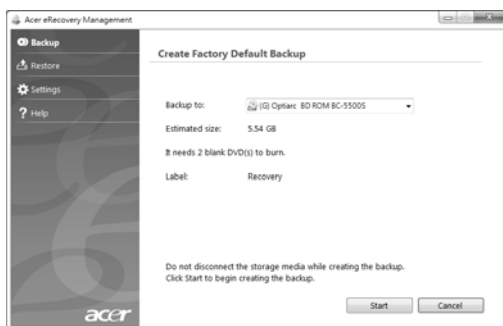 Acer eRecovery Management
Backup
Restore
Settings
? Help
Create Factory Default Backup
Backup to: (G) Optiarc BD ROM BC-5500S
Estimated size: 5.54 GB
It needs 2 blank DVD(s) to burn.
Label: Recovery
Do not disconnect the storage media while creating the backup.
Click Start to begin creating the backup.
Start Cancel
acer